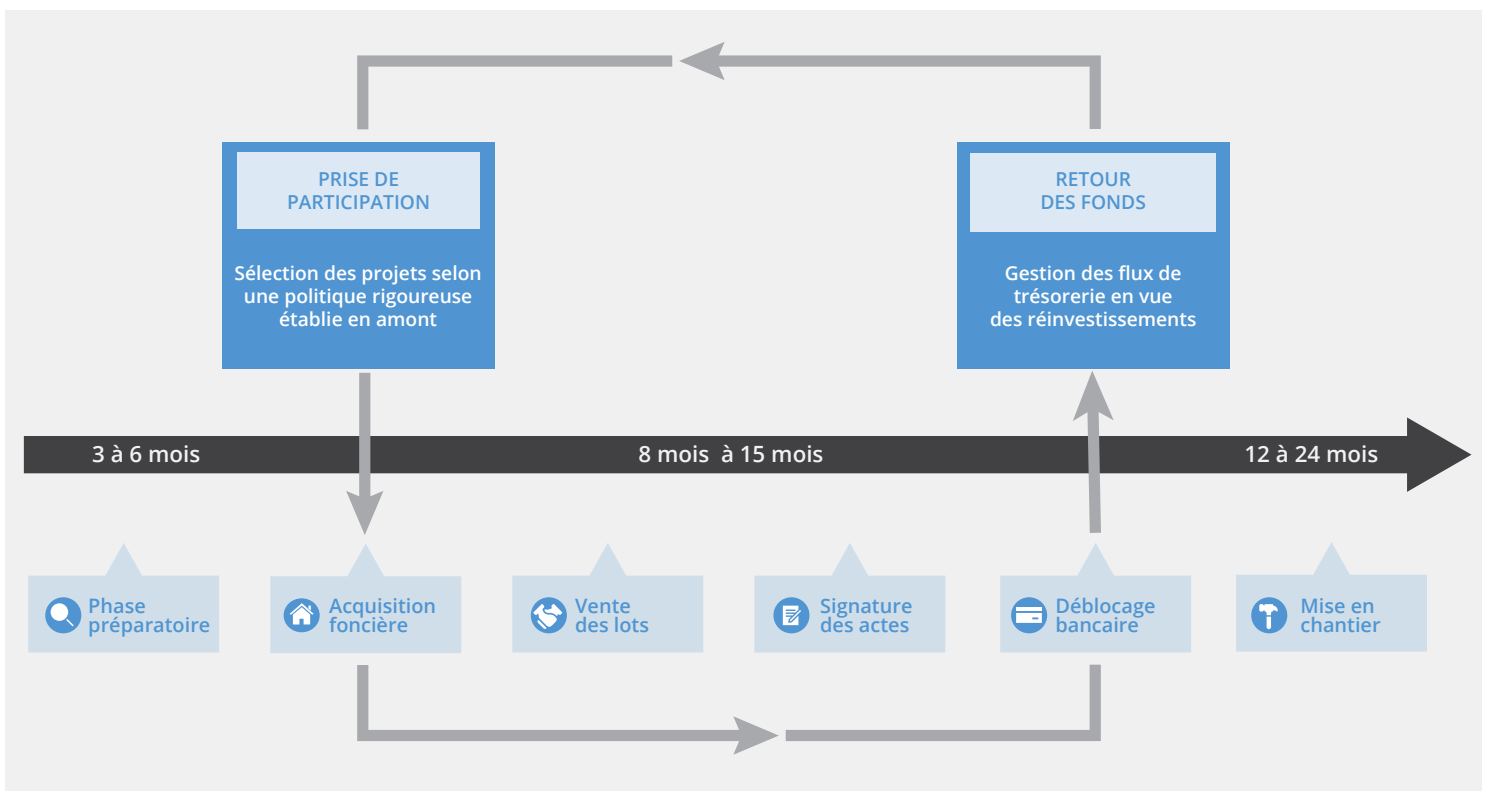 PRISE DE
PARTICIPATION
Sélection des projets selon
une politique rigoureuse
établie en amont
RETOUR
DES FONDS
Gestion des flux de
trésorerie en vue
des réinvestissements
3 à 6 mois
8 mois à 15 mois
12 à 24 mois
Phase
préparatoire
Acquisition
foncière
Vente
des lots
Signature
des actes
Déblocage
bancaire
Mise en
chantier